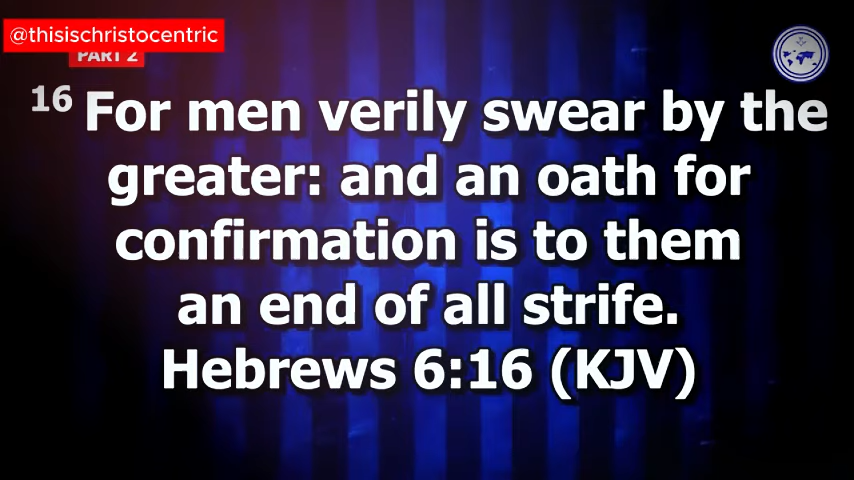 @thisischristocentric
PART 2
16 For men verily swear by the
greater: and an oath for
confirmation is to them
an end of all strife.
Hebrews 6:16 (KJV)